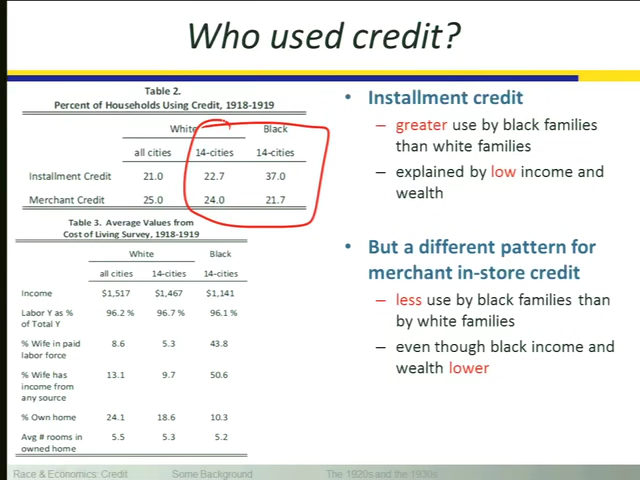 Who used credit?
Table 2.
Percent of Households Using Credit, 1918-1919
White Black
all cities 14-cities 14-cities
Installment Credit 21.0 22.7 37.0
Merchant Credit 25.0 24.0 21.7
Table 3. Average Values from
Cost of Living Survey, 1918-1919
White Black
all cities 14-cities 14-cities
Income $1,517 $1,467 $1,141
Labor Y as % 96.2 % 96.7 % 96.1 %
of Total Y
% Wife in paid 8.6 5.3 43.8
labor force
% Wife has 13.1 9.7 50.6
income from
any source
% Own home 24.1 18.6 10.3
Avg # rooms in 5.5 5.3 5.2
owned home
• Installment credit
– greater use by black families
than white families
– explained by low income and
wealth
• But a different pattern for
merchant in-store credit
– less use by black families than
by white families
– even though black income and
wealth lower
Race & Economics: Credit Some Background The 1920s and the 1930s